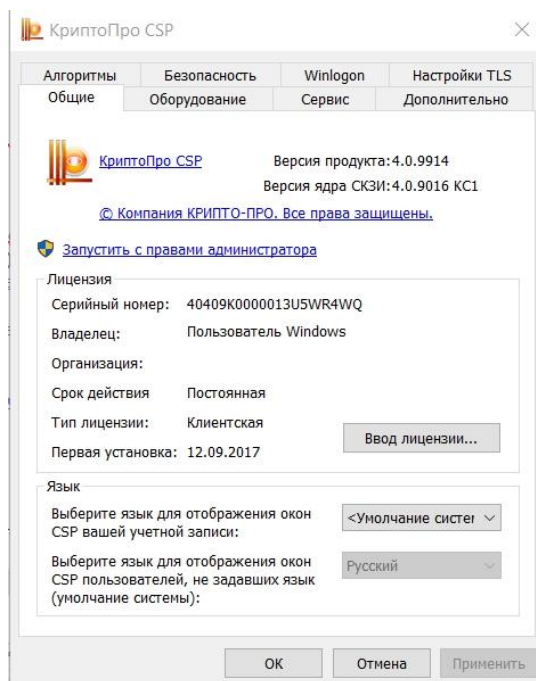 КриптоПро CSP
Алгоритмы Безопасность Winlogon Настройки TLS
Общие Оборудование Сервис Дополнительно
КриптоПро CSP Версия продукта:4.0.9914
Версия ядра СКЗИ:4.0.9016 КС1
© Компания КРИПТО-ПРО. Все права защищены.
Запустить с правами администратора
Лицензия
Серийный номер: 40409K0000013U5WR4WQ
Владелец: Пользователь Windows
Организация:
Срок действия Постоянная
Тип лицензии: Клиентская
Ввод лицензии...
Первая установка: 12.09.2017
Язык
Выберите язык для отображения окон
CSP вашей учетной записи:
<Умолчание систег
Выберите язык для отображения окон
CSP пользователей, не задавших язык
(умолчание системы):
Русский
ОК Отмена Применить